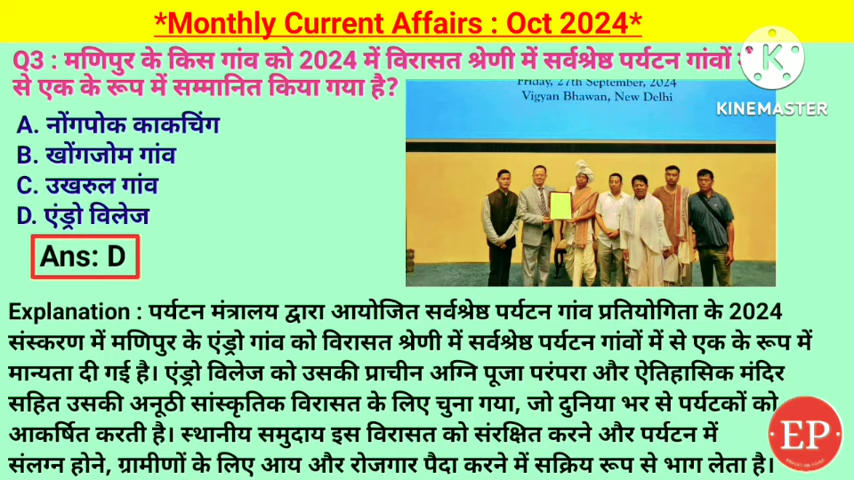 *Monthly Current Affairs : Oct 2024*
Q3 : मणिपुर के किस गांव को 2024 में विरासत श्रेणी में सर्वश्रेष्ठ पर्यटन गांवों
से एक के रूप में सम्मानित किया गया है?
A. नोंगपोक काकचिंग
B. खोंगजोम गांव
C. उखरुल गांव
D. एंड्रो विलेज
Ans: D
Friday, 27th September, 2024
Vigyan Bhawan, New Delhi
K
KINEMASTER
Explanation : पर्यटन मंत्रालय द्वारा आयोजित सर्वश्रेष्ठ पर्यटन गांव प्रतियोगिता के 2024
संस्करण में मणिपुर के एंड्रो गांव को विरासत श्रेणी में सर्वश्रेष्ठ पर्यटन गांवों में से एक के रूप में
मान्यता दी गई है। एंड्रो विलेज को उसकी प्राचीन अग्नि पूजा परंपरा और ऐतिहासिक मंदिर
सहित उसकी अनूठी सांस्कृतिक विरासत के लिए चुना गया, जो दुनिया भर से पर्यटकों को
आकर्षित करती है। स्थानीय समुदाय इस विरासत को संरक्षित करने और पर्यटन में
संलग्न होने, ग्रामीणों के लिए आय और रोजगार पैदा करने में सक्रिय रूप से भाग लेता है।
EP